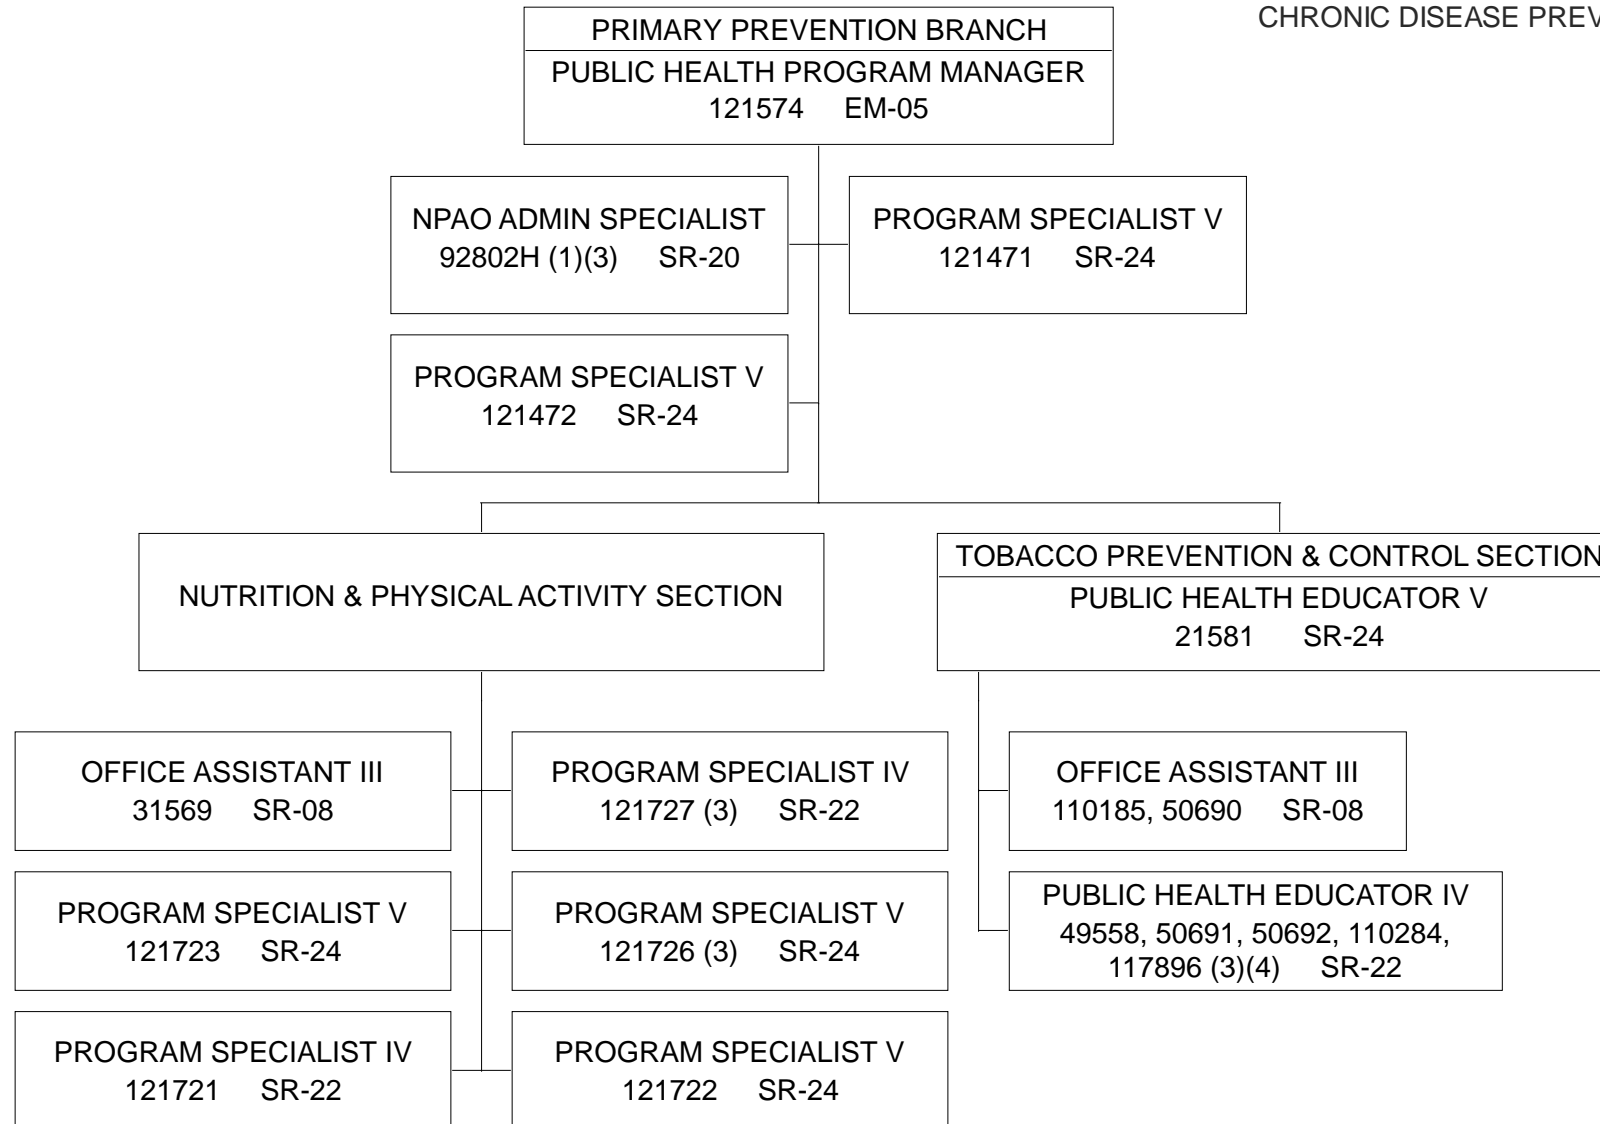 CHRONIC DISEASE PREV
PRIMARY PREVENTION BRANCH
PUBLIC HEALTH PROGRAM MANAGER
121574 EM-05
NPAO ADMIN SPECIALIST
92802H (1)(3) SR-20
PROGRAM SPECIALIST V
121471 SR-24
PROGRAM SPECIALIST V
121472 SR-24
NUTRITION & PHYSICAL ACTIVITY SECTION
TOBACCO PREVENTION & CONTROL SECTION
PUBLIC HEALTH EDUCATOR V
21581 SR-24
OFFICE ASSISTANT III
31569 SR-08
PROGRAM SPECIALIST IV
121727 (3) SR-22
OFFICE ASSISTANT III
110185, 50690 SR-08
PROGRAM SPECIALIST V
121723 SR-24
PROGRAM SPECIALIST V
121726 (3) SR-24
PUBLIC HEALTH EDUCATOR IV
49558, 50691, 50692, 110284,
117896 (3)(4) SR-22
PROGRAM SPECIALIST IV
121721 SR-22
PROGRAM SPECIALIST V
121722 SR-24